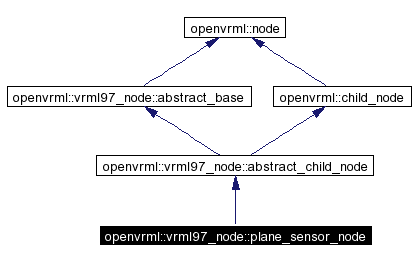 openvrml::node
openvrml::vrml97_node::abstract_base
openvrml::child_node
openvrml::vrml97_node::abstract_child_node
openvrml::vrml97_node::plane_sensor_node